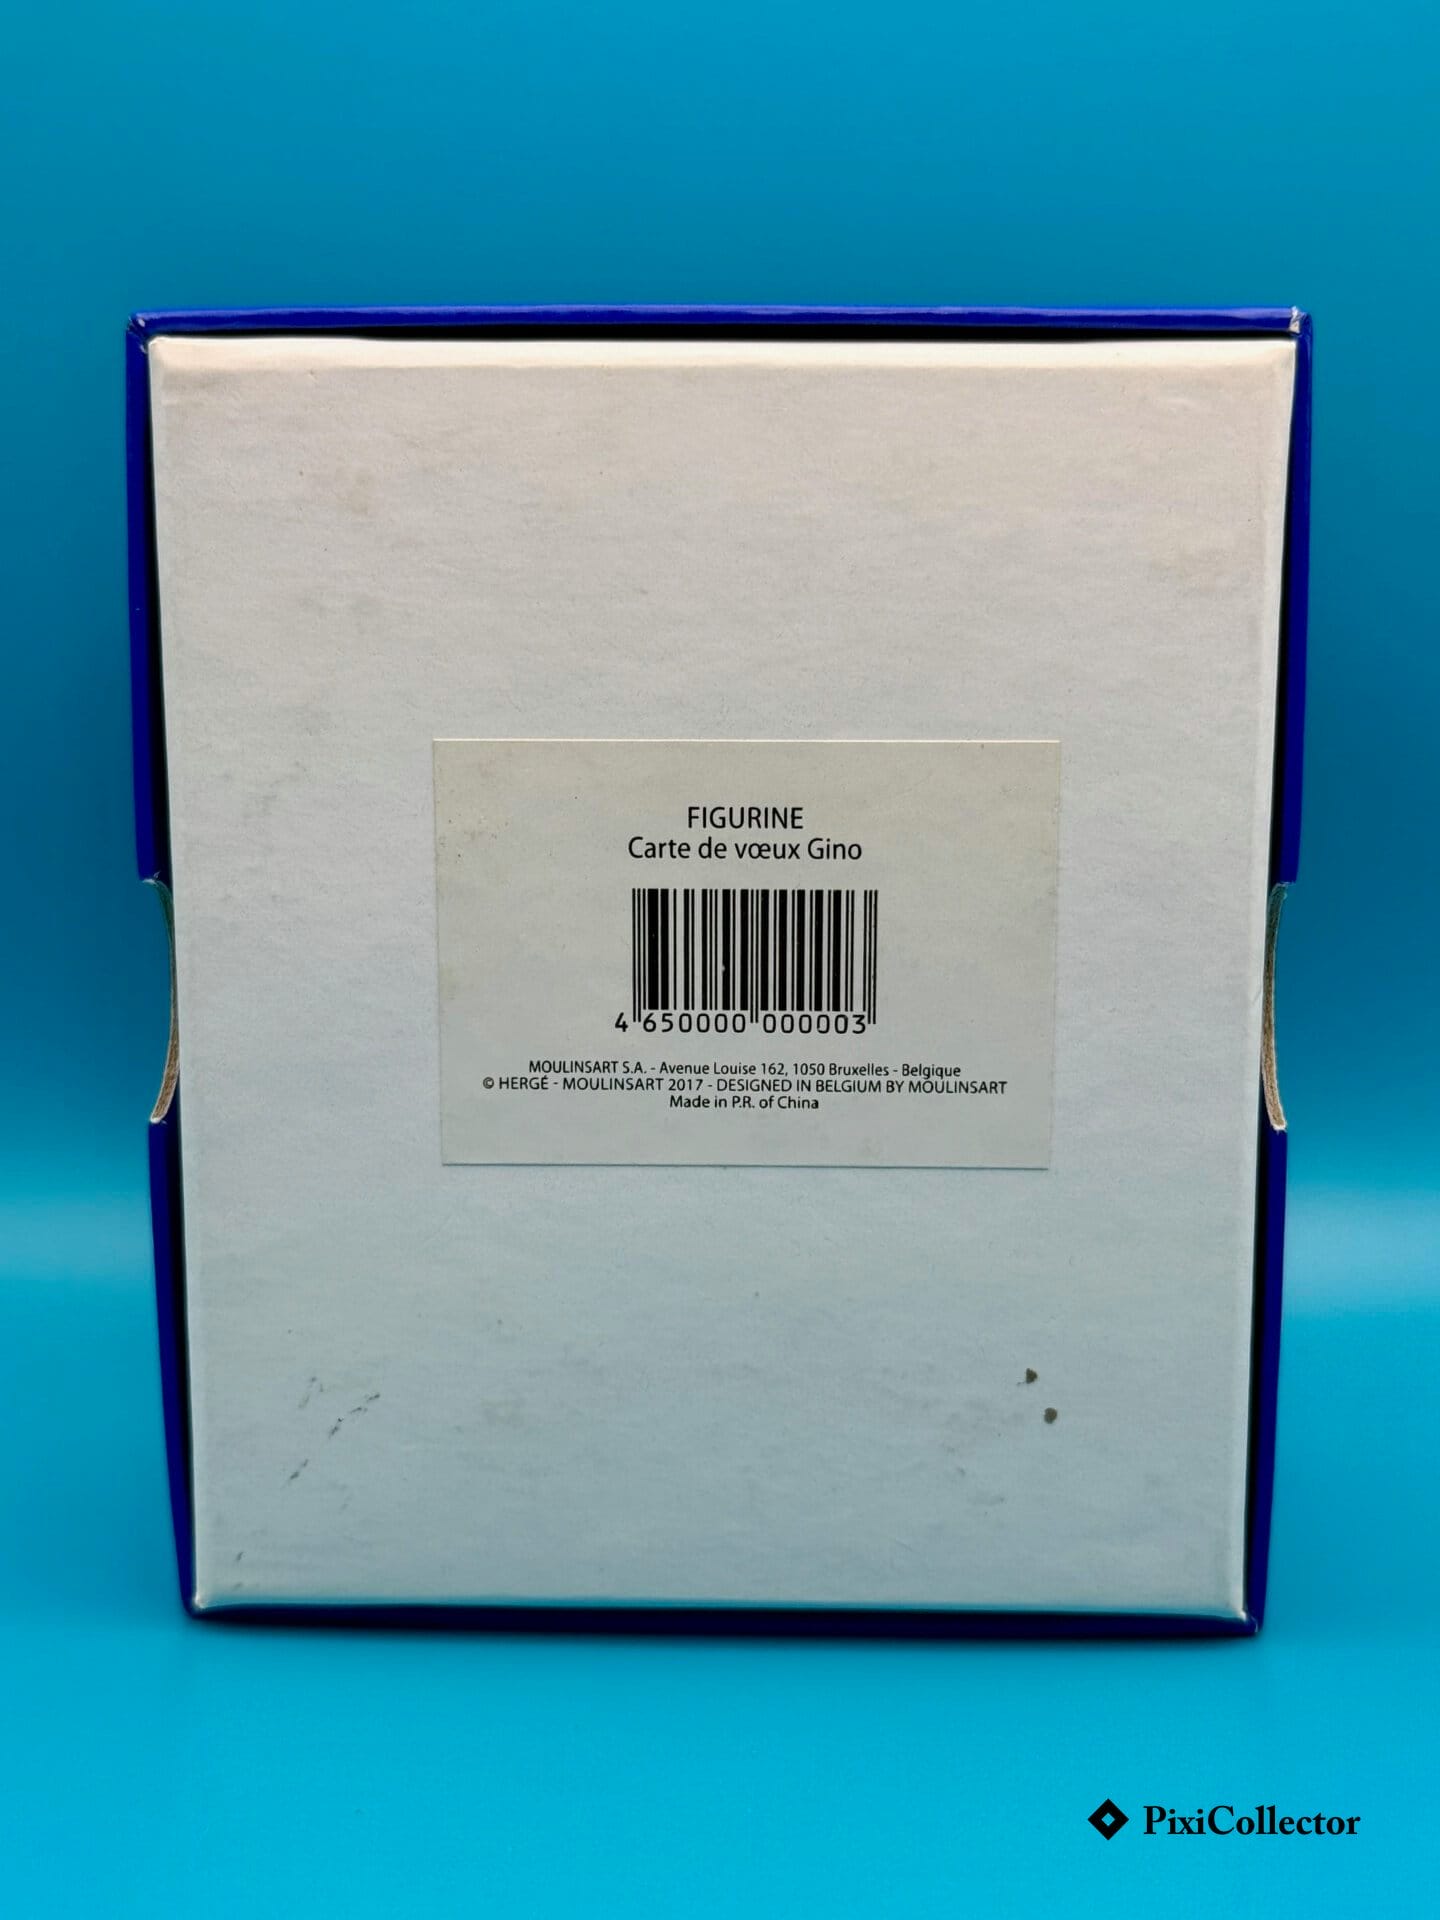 FIGURINE
Carte de vœux Gino
4 650000 000003
MOULINSART S.A. - Avenue Louise 162, 1050 Bruxelles - Belgique
© HERGÉ - MOULINSART 2017 - DESIGNED IN BELGIUM BY MOULINSART
Made in P.R. of China
PixiCollector